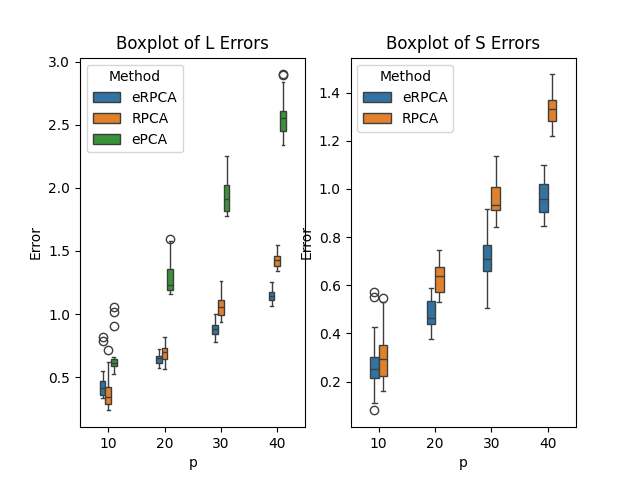 Boxplot of L Errors
Error
3.0
2.5
2.0
1.5
1.0
0.5
Method
eRPCA
RPCA
ePCA
10 20 30 40
p
Boxplot of S Errors
Error
1.4
1.2
1.0
0.8
0.6
0.4
0.2
Method
eRPCA
RPCA
10 20 30 40
p